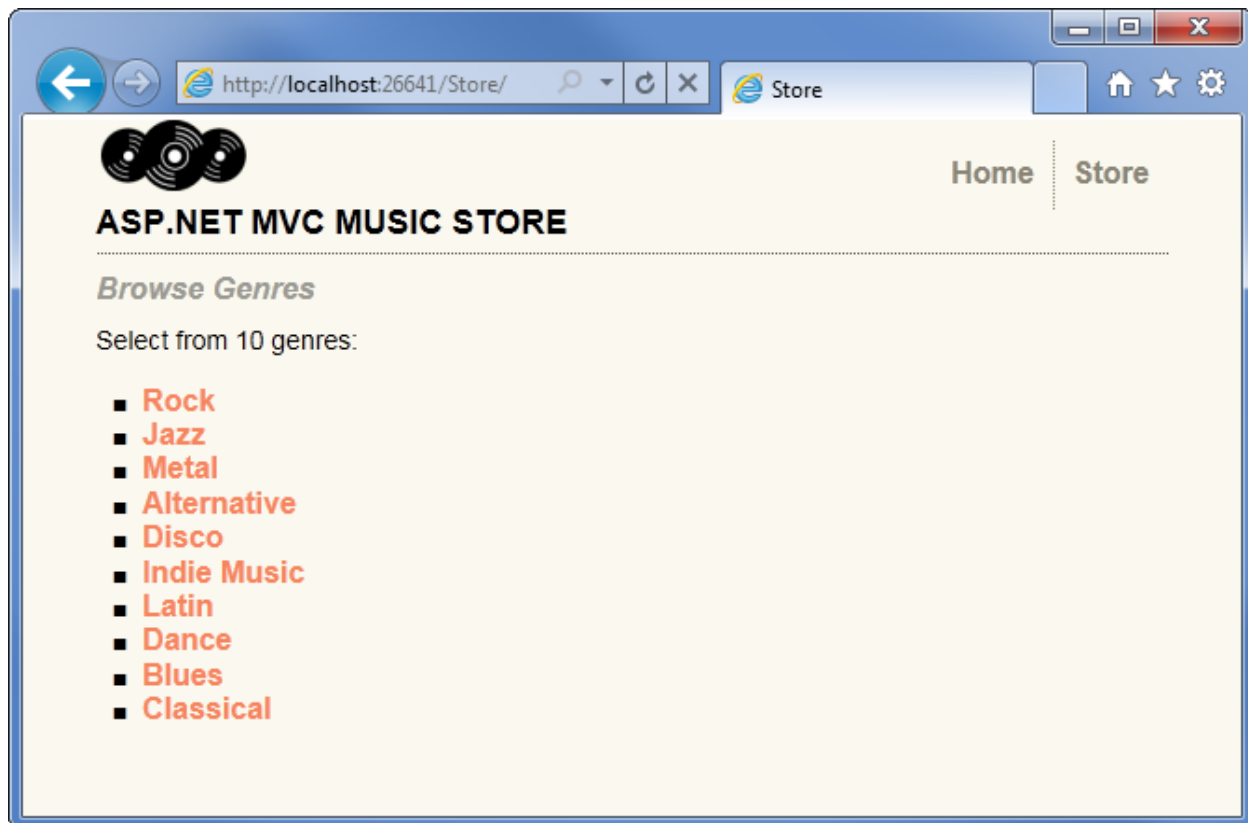 http://localhost:26641/Store/
Store
Home
Store
ASP.NET MVC MUSIC STORE
Browse Genres
Select from 10 genres:
Rock
Jazz
Metal
Alternative
Disco
Indie Music
Latin
Dance
Blues
Classical